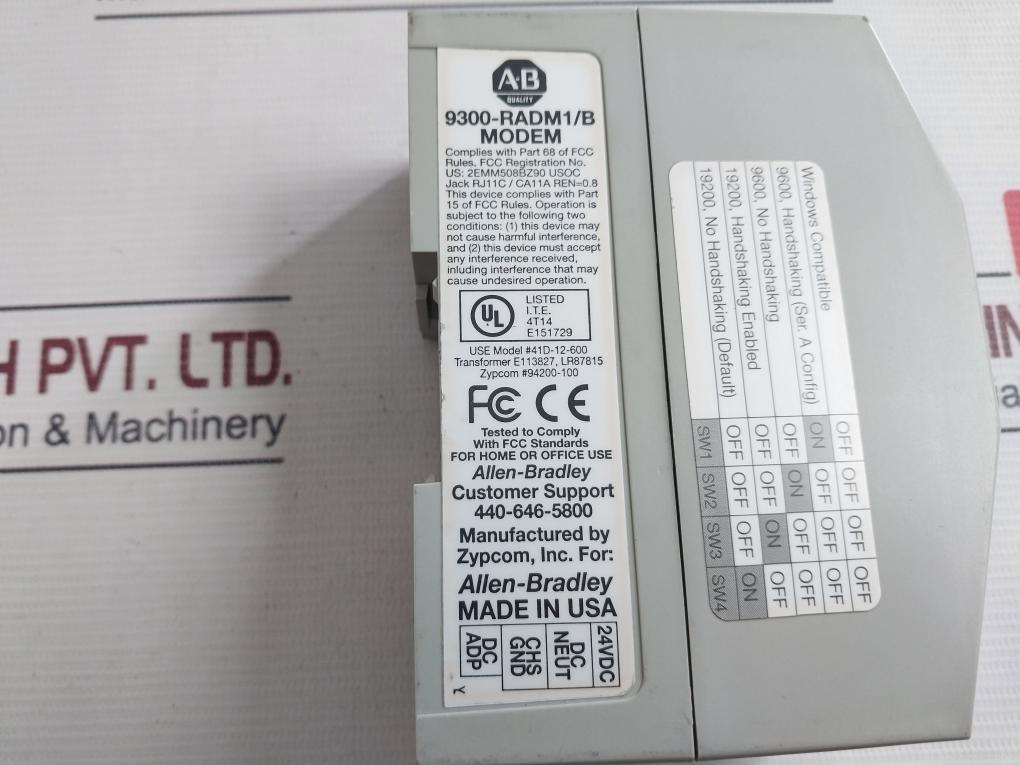 A·B
QUALITY
9300-RADM1/B
MODEM
Complies with Part 68 of FCC
Rules. FCC Registration No.
US: 2EMM508BZ90 USOC
Jack RJ11C / CA11A REN=0.8
This device complies with Part
15 of FCC Rules. Operation is
subject to the following two
conditions: (1) this device may
not cause harmful interference,
and (2) this device must accept
any interference received,
inluding interference that may
cause undesired operation.
UL
LISTED
I.T.E.
4T14
E151729
USE Model #41D-12-600
Transformer E113827, LR87815
Zypcom #94200-100
FC CE
Tested to Comply
With FCC Standards
FOR HOME OR OFFICE USE
Allen-Bradley
Customer Support
440-646-5800
Manufactured by
Zypcom, Inc. For:
Allen-Bradley
MADE IN USA
24VDC
DC NEUT
CHS GND
DC ADP
Y
Windows Compatible OFF OFF OFF OFF
9600, Handshaking (Ser. A Config) ON OFF OFF OFF
9600, No Handshaking OFF ON OFF OFF
19200, Handshaking Enabled OFF OFF ON OFF
19200, No Handshaking (Default) OFF OFF OFF ON
SW1 SW2 SW3 SW4
H PVT. LTD.
on & Machinery
IN